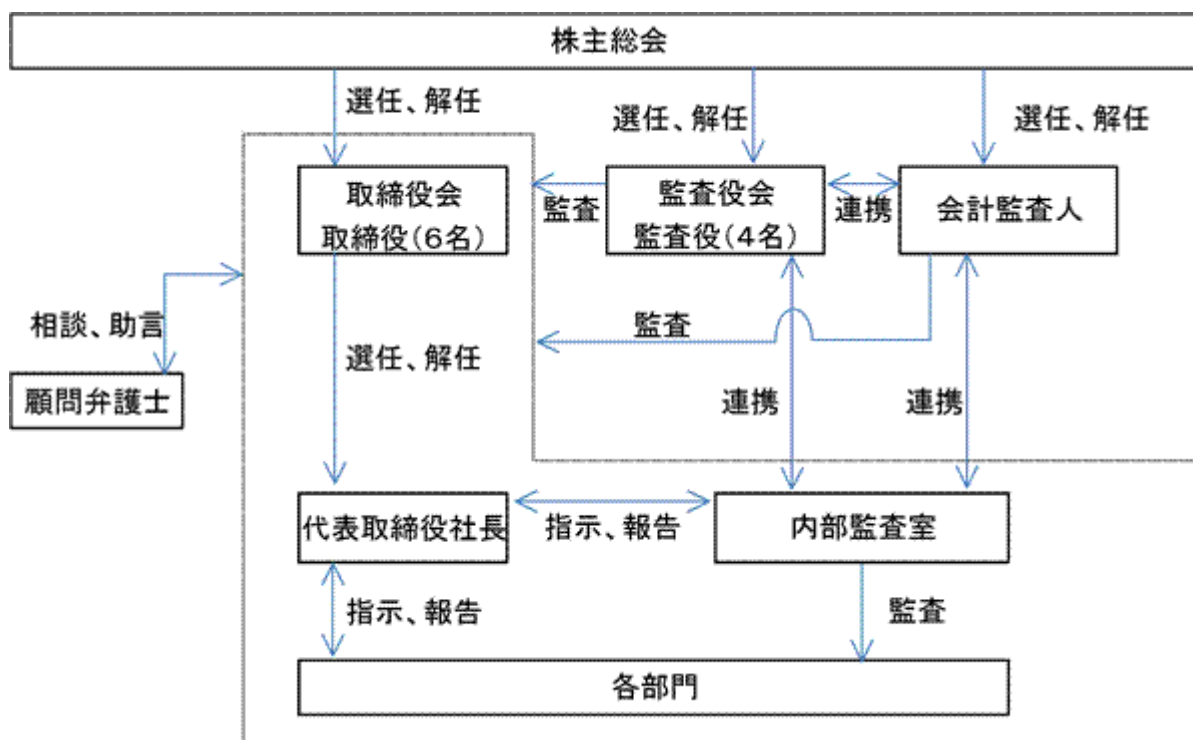 株主総会
選任、解任
選任、解任
選任、解任
取締役会
取締役(6名)
監査
監査役会
監査役(4名)
連携
会計監査人
相談、助言
監査
選任、解任
顧問弁護士
連携
連携
代表取締役社長
指示、報告
内部監査室
指示、報告
監査
各部門